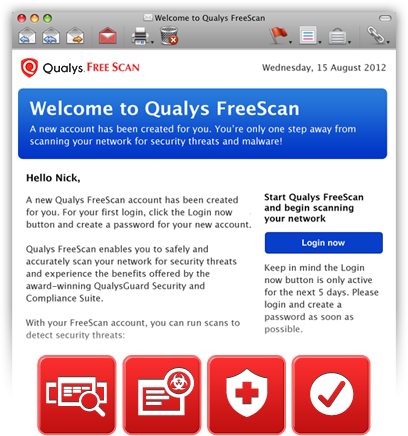 Welcome to Qualys FreeScan
Qualys. FREE SCAN
Wednesday, 15 August 2012
Welcome to Qualys FreeScan
A new account has been created for you. You're only one step away from
scanning your network for security threats and malware!
Hello Nick,
A new Qualys FreeScan account has been created
for you. For your first login, click the Login now
button and create a password for your new account.
Qualys FreeScan enables you to safely and
accurately scan your network for security threats
and experience the benefits offered by the
award-winning QualysGuard Security and
Compliance Suite.
With your FreeScan account, you can run scans to
detect security threats:
Start Qualys FreeScan
and begin scanning
your network
Login now
Keep in mind the Login
now button is only active
for the next 5 days. Please
login and create a
password as soon as
possible.